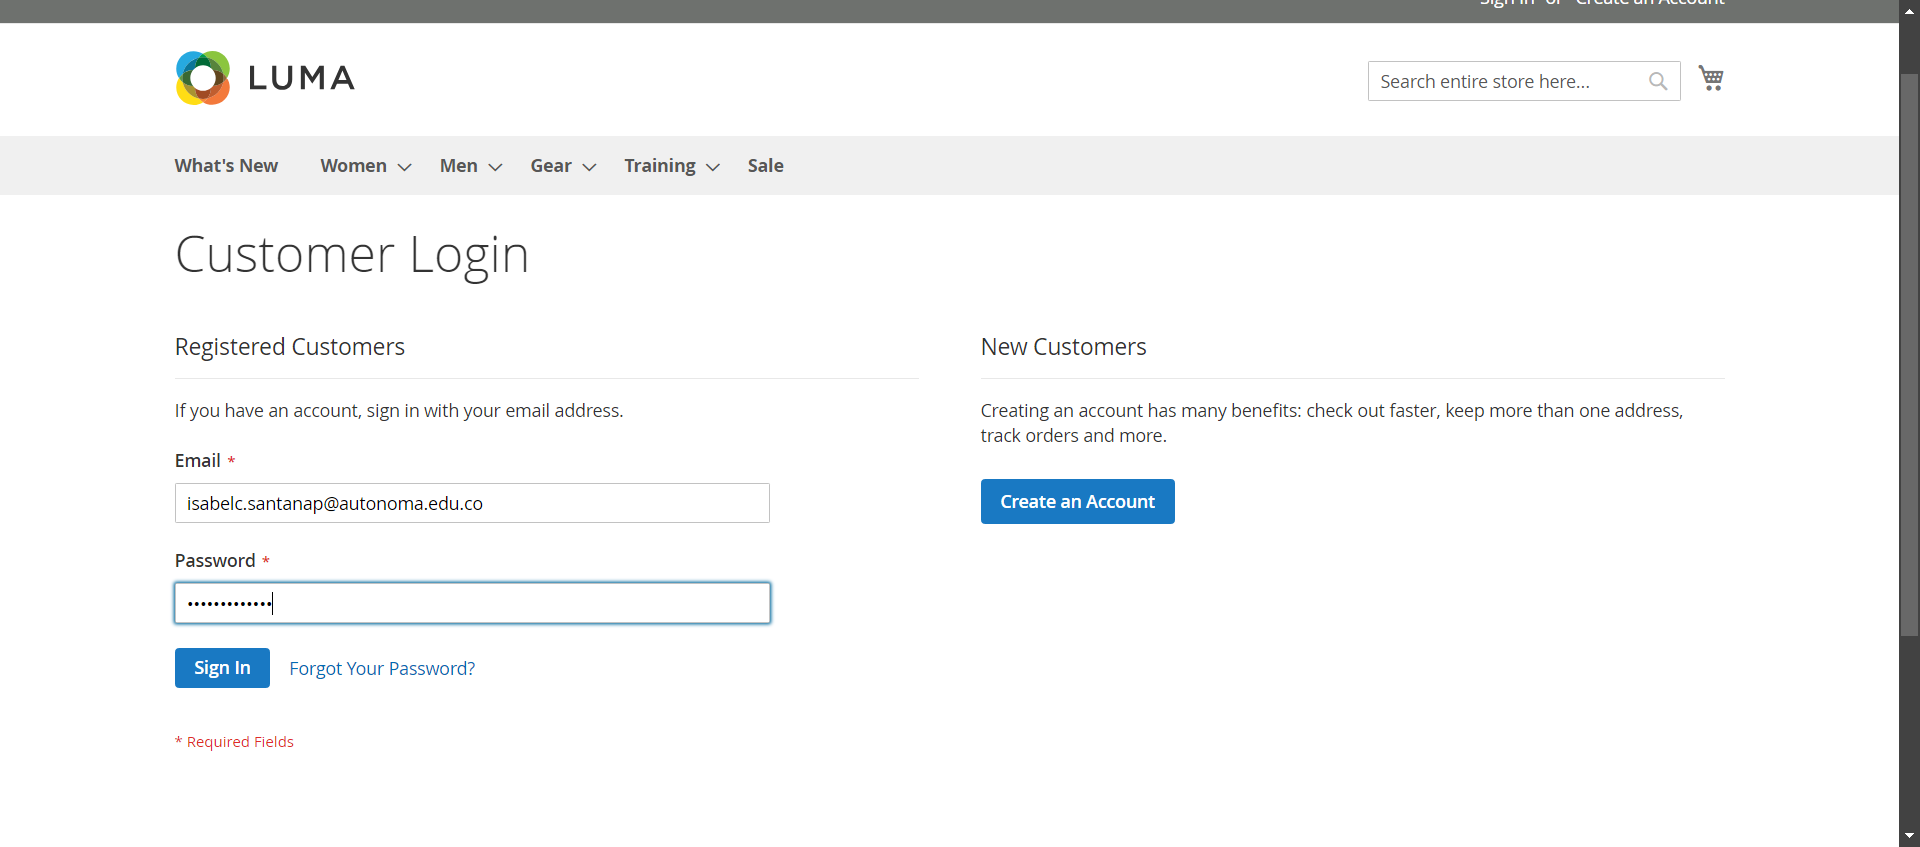 Sign In or Create an Account
LUMA
Search entire store here...
What's New Women Men Gear Training Sale
Customer Login
Registered Customers
If you have an account, sign in with your email address.
Email *
isabelc.santanap@autonoma.edu.co
Password *
•••••••••••••
Sign In Forgot Your Password?
* Required Fields
New Customers
Creating an account has many benefits: check out faster, keep more than one address,
track orders and more.
Create an Account